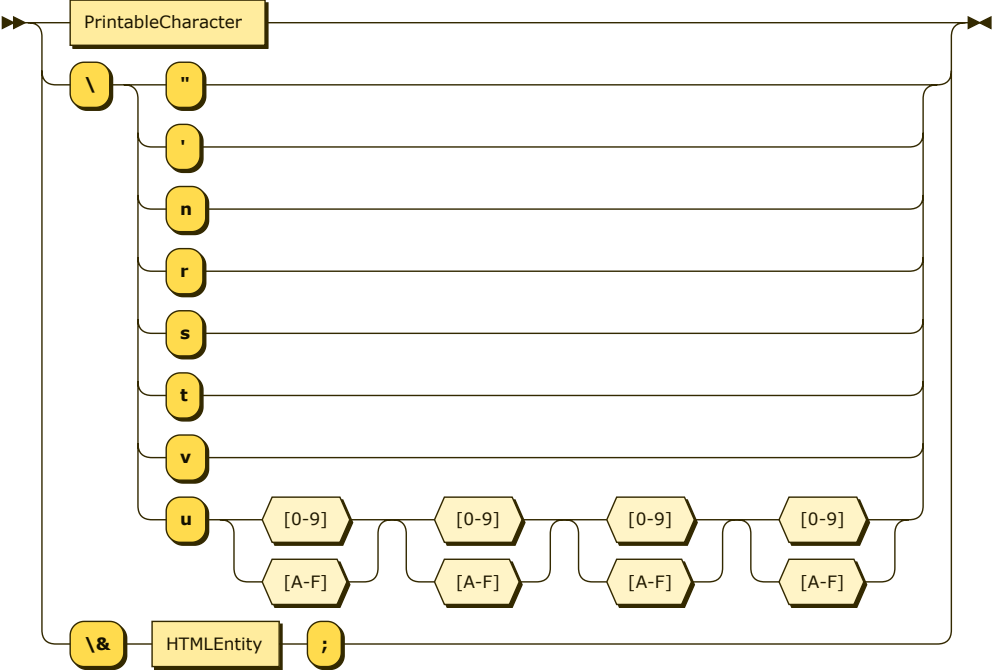 PrintableCharacter
\ "
'
n
r
s
t
v
u [0-9] [0-9] [0-9] [0-9]
[A-F] [A-F] [A-F] [A-F]
\& HTMLEntity ;